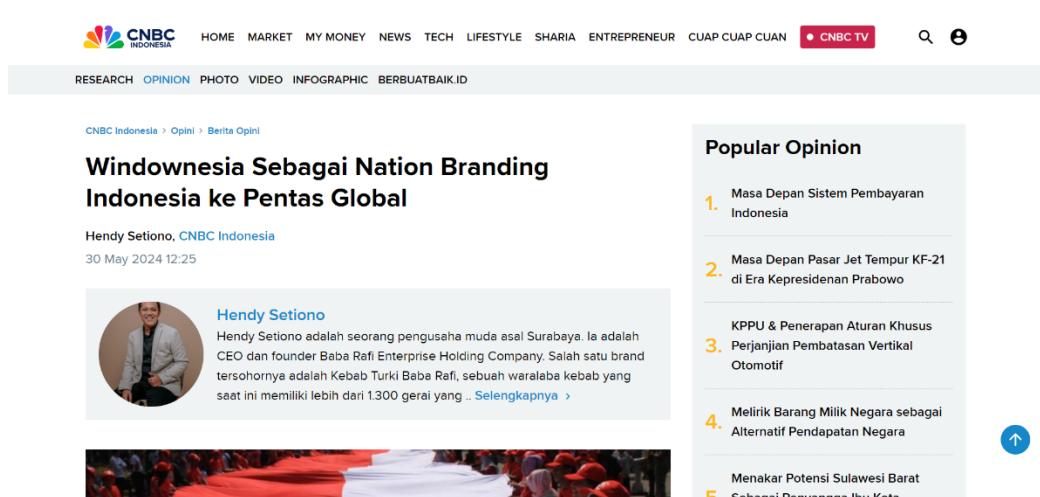 CNBC
INDONESIA
HOME MARKET MY MONEY NEWS TECH LIFESTYLE SHARIA ENTREPRENEUR CUAP CUAP CUAN • CNBC TV
RESEARCH OPINION PHOTO VIDEO INFOGRAPHIC BERBUATBAIK.ID
CNBC Indonesia > Opini > Berita Opini
Windownesia Sebagai Nation Branding
Indonesia ke Pentas Global
Hendy Setiono, CNBC Indonesia
30 May 2024 12:25
Hendy Setiono
Hendy Setiono adalah seorang pengusaha muda asal Surabaya. Ia adalah
CEO dan founder Baba Rafi Enterprise Holding Company. Salah satu brand
tersohornya adalah Kebab Turki Baba Rafi, sebuah waralaba kebab yang
saat ini memiliki lebih dari 1.300 gerai yang .. Selengkapnya >
Popular Opinion
1. Masa Depan Sistem Pembayaran
Indonesia
2. Masa Depan Pasar Jet Tempur KF-21
di Era Kepresidenan Prabowo
3. KPPU & Penerapan Aturan Khusus
Perjanjian Pembatasan Vertikal
Otomotif
4. Melirik Barang Milik Negara sebagai
Alternatif Pendapatan Negara
5. Menakar Potensi Sulawesi Barat
Sebagai Penyangga Ibu Kota